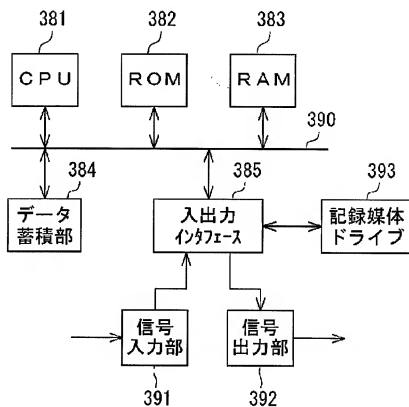 381
382
383
CPU
ROM
RAM
390
384
385
393
データ
蓄積部
入出力
インタフェース
記録媒体
ドライブ
信号
入力部
信号
出力部
391
392